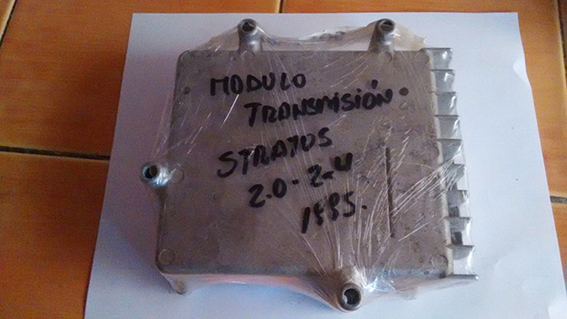 MODULO
TRANSMISIÓN.
STRATUS
2.0-2.4
1995.